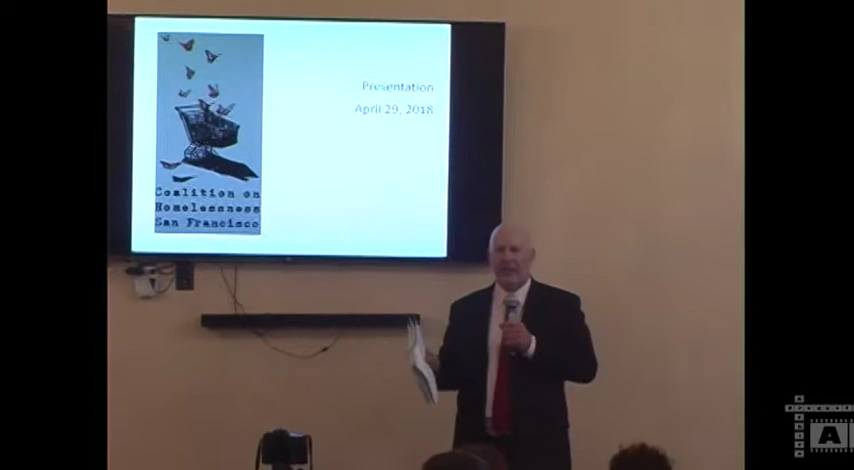 Presentation
April 29, 2018
Coalition on
Homelessness
San Francisco
A